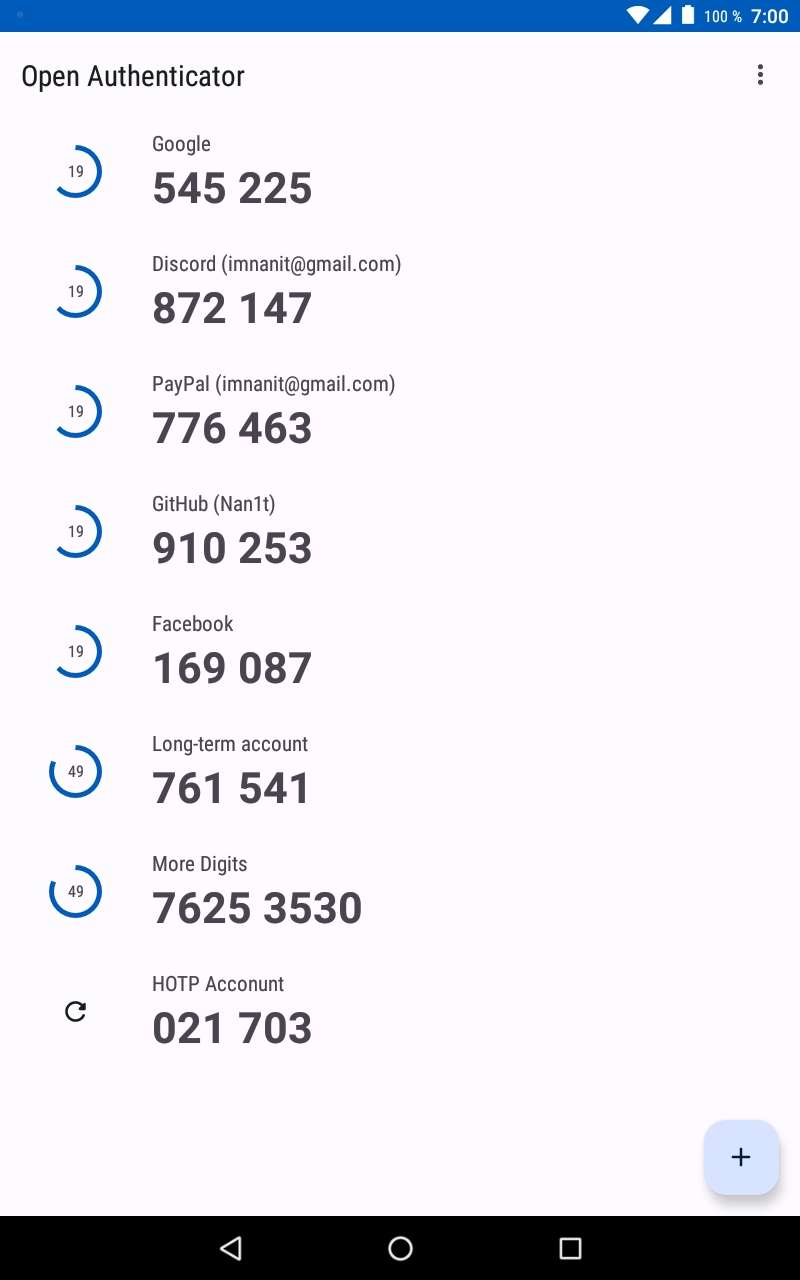 100 % 7:00
Open Authenticator
Google
19
545 225
Discord (imnanit@gmail.com)
19
872 147
PayPal (imnanit@gmail.com)
19
776 463
GitHub (Nan1t)
19
910 253
Facebook
19
169 087
Long-term account
49
761 541
More Digits
49
7625 3530
HOTP Acconunt
021 703